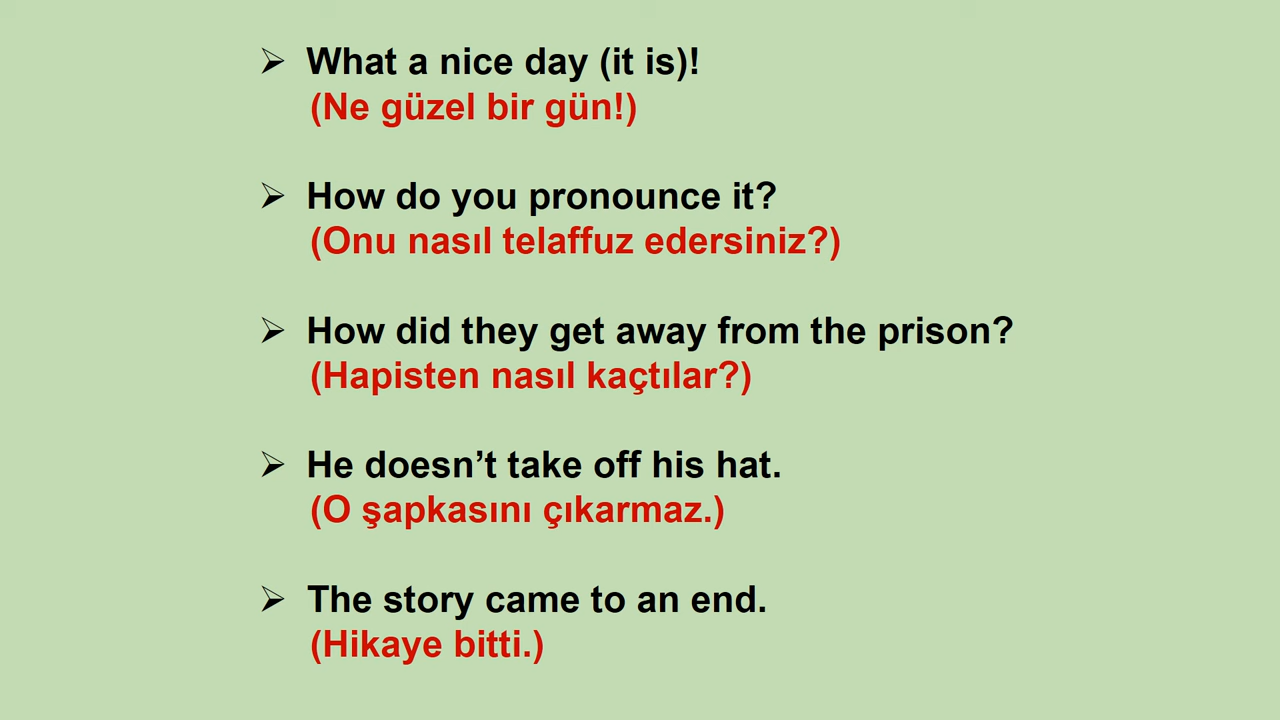 ➢ What a nice day (it is)!
(Ne güzel bir gün!)
➢ How do you pronounce it?
(Onu nasıl telaffuz edersiniz?)
➢ How did they get away from the prison?
(Hapisten nasıl kaçtılar?)
➢ He doesn’t take off his hat.
(O şapkasını çıkarmaz.)
➢ The story came to an end.
(Hikaye bitti.)